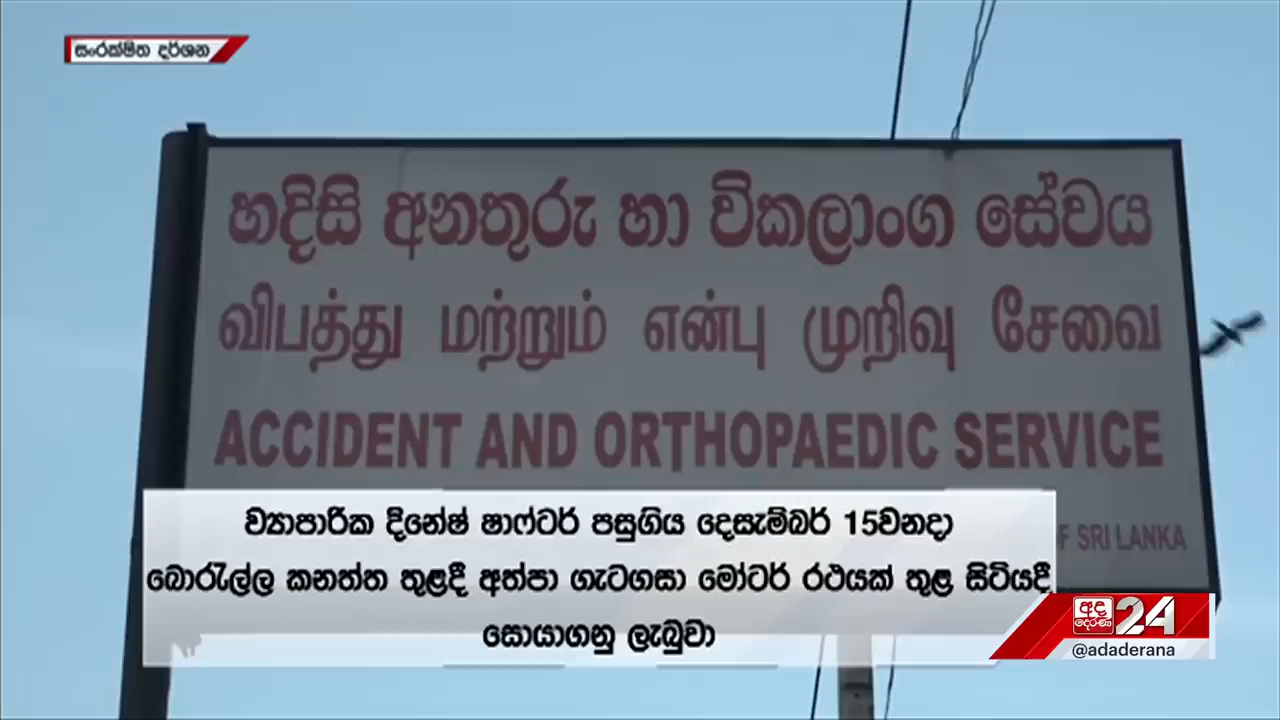 සංරක්ෂිත දර්ශන
හදිසි අනතුරු හා විකලාංග සේවය
விபத்து மற்றும் என்பு முறிவு சேவை
ACCIDENT AND ORTHOPAEDIC SERVICE
SRI LANKA
ව්‍යාපාරික දිනේෂ් ෂාෆ්ටර් පසුගිය දෙසැම්බර් 15වනදා
බොරැල්ල කනත්ත තුළදී අත්පා ගැටගසා මෝටර් රථයක් තුළ සිටියදී
සොයාගනු ලැබුවා
අද දෙරණ 24
@adaderana